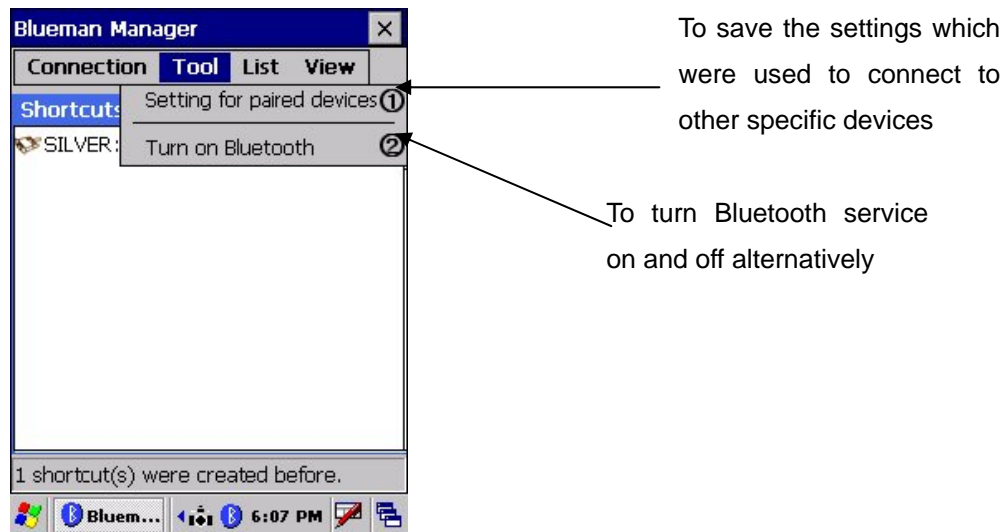 Blueman Manager
Connection Tool List View
Shortcuts
Setting for paired devices①
SILVER:
Turn on Bluetooth ②
1 shortcut(s) were created before.
Bluem... 6:07 PM
To save the settings which
were used to connect to
other specific devices
To turn Bluetooth service
on and off alternatively